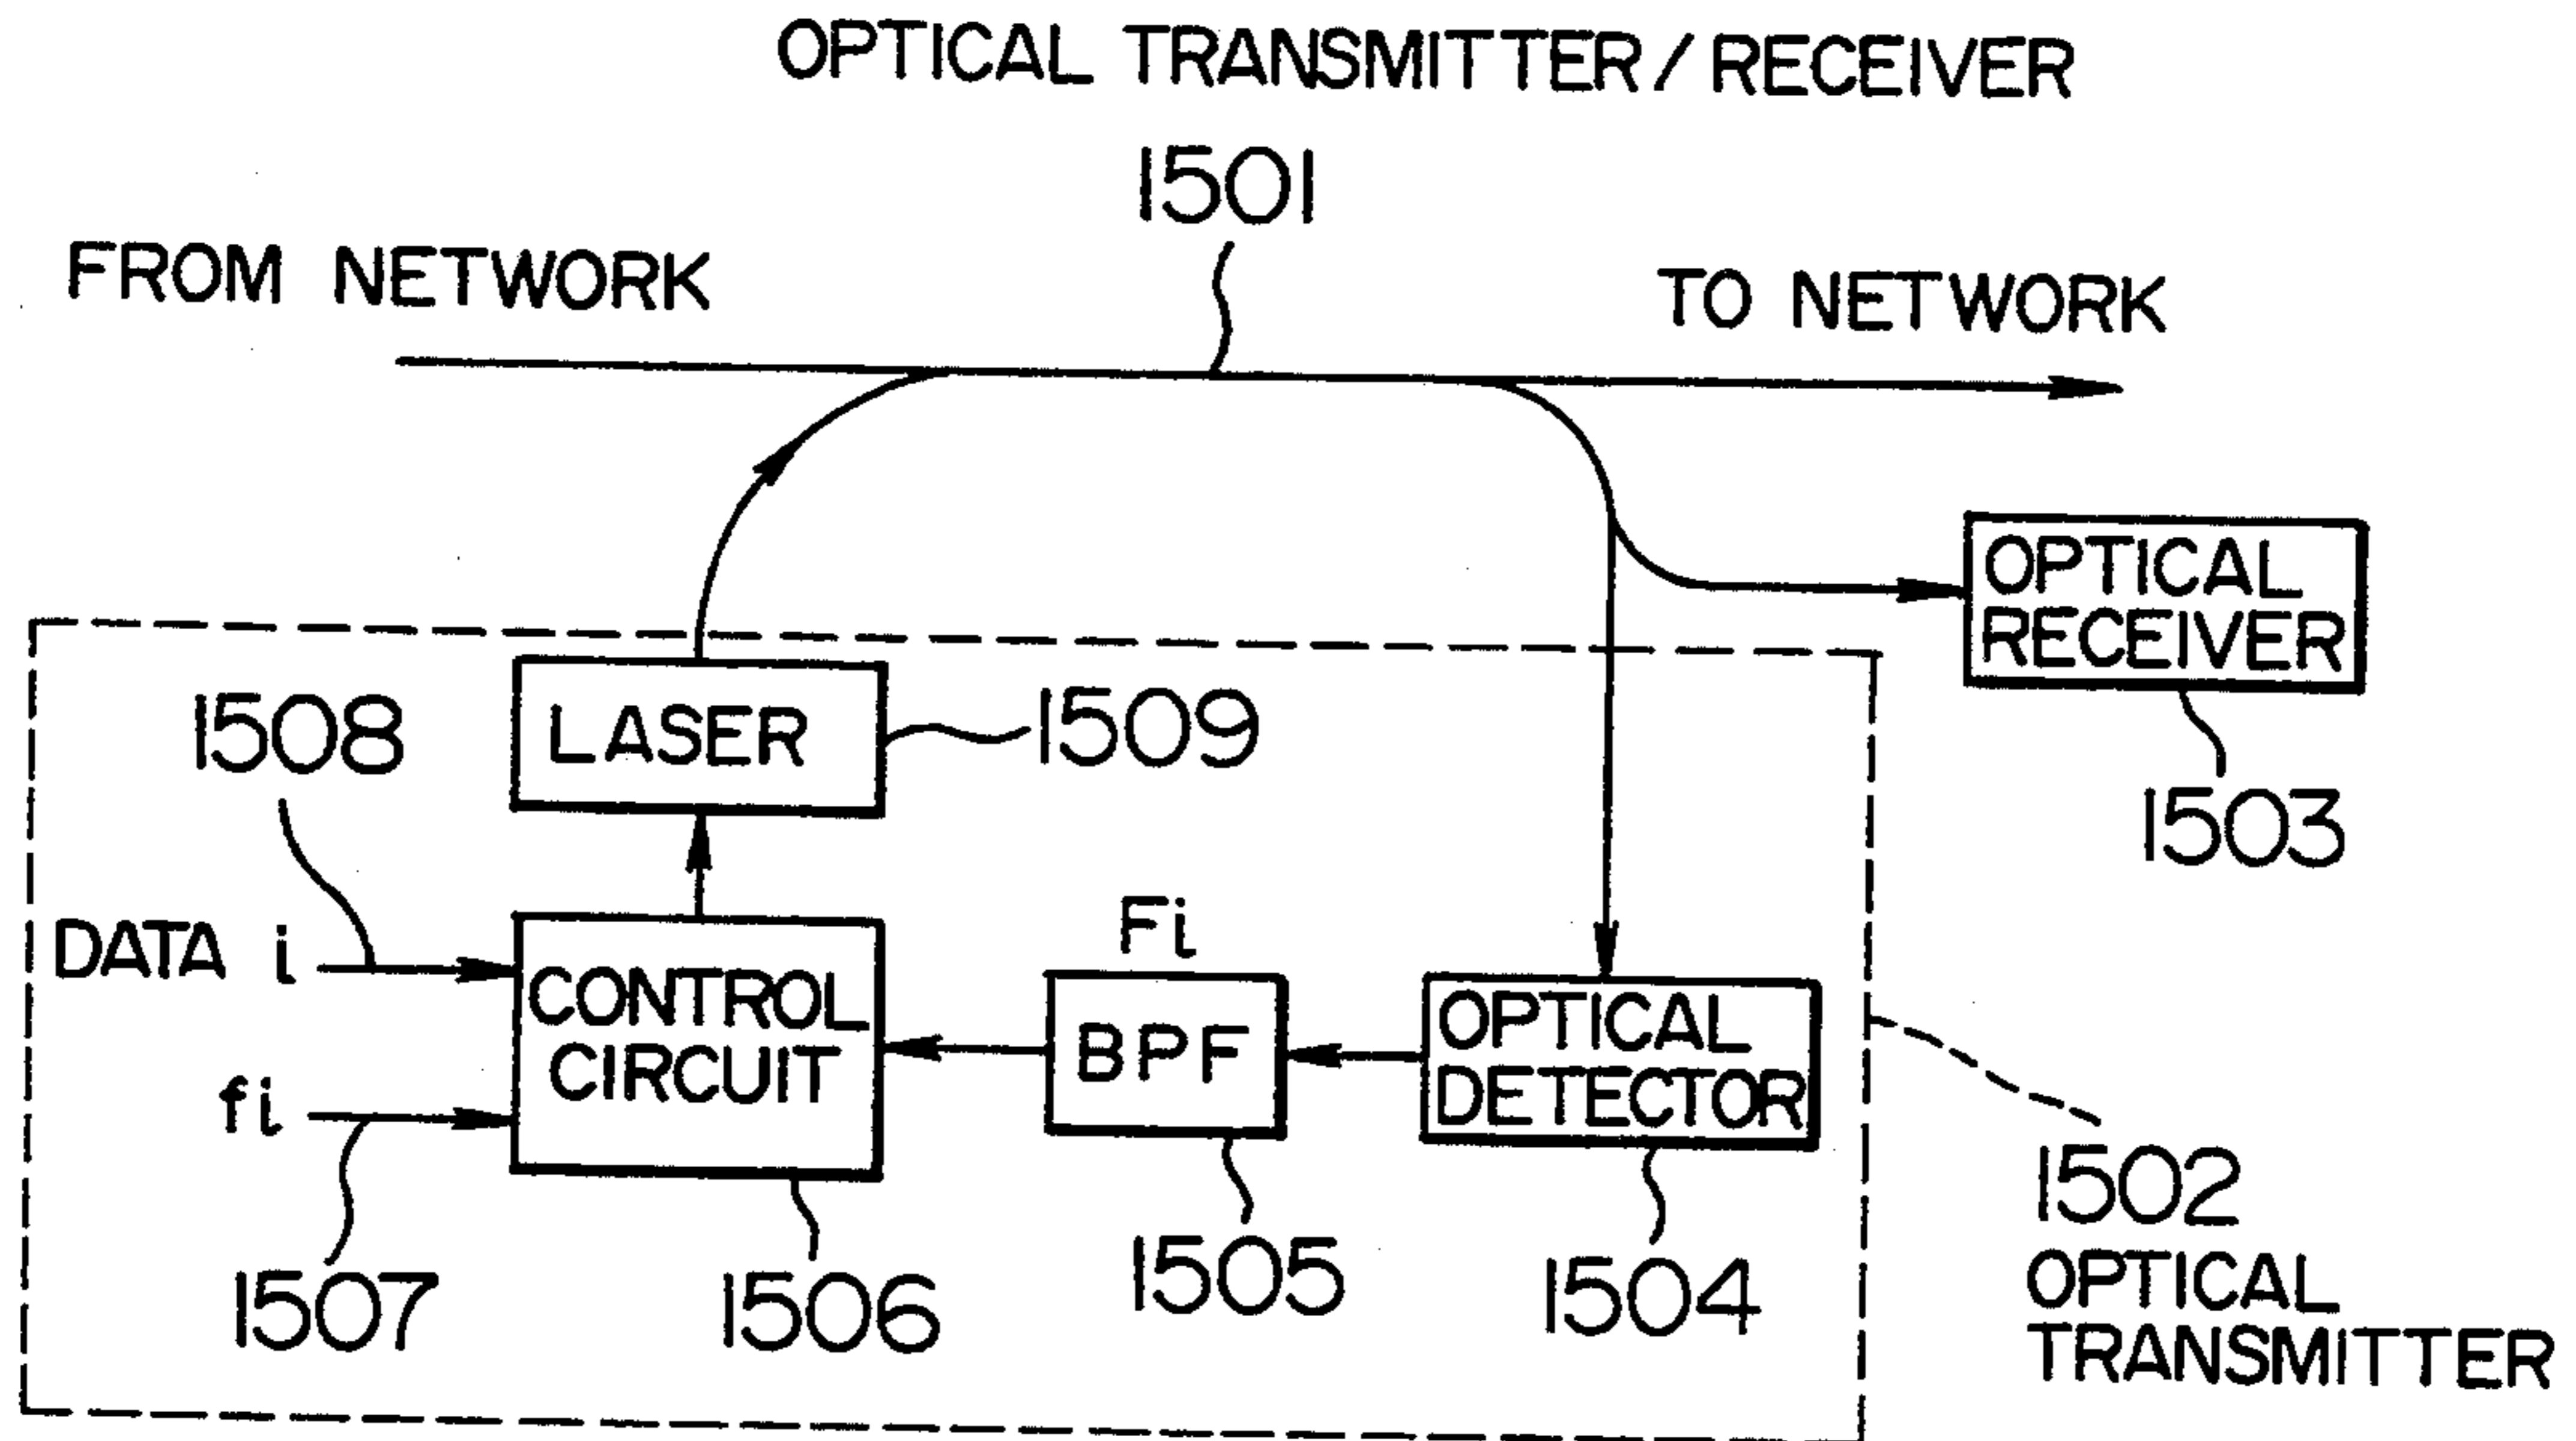 OPTICAL TRANSMITTER / RECEIVER
1501
FROM NETWORK
TO NETWORK
OPTICAL
RECEIVER
1503
LASER
1508
1509
DATA i
fi
CONTROL
CIRCUIT
Fi
BPF
OPTICAL
DETECTOR
1507
1506
1505
1504
1502
OPTICAL
TRANSMITTER